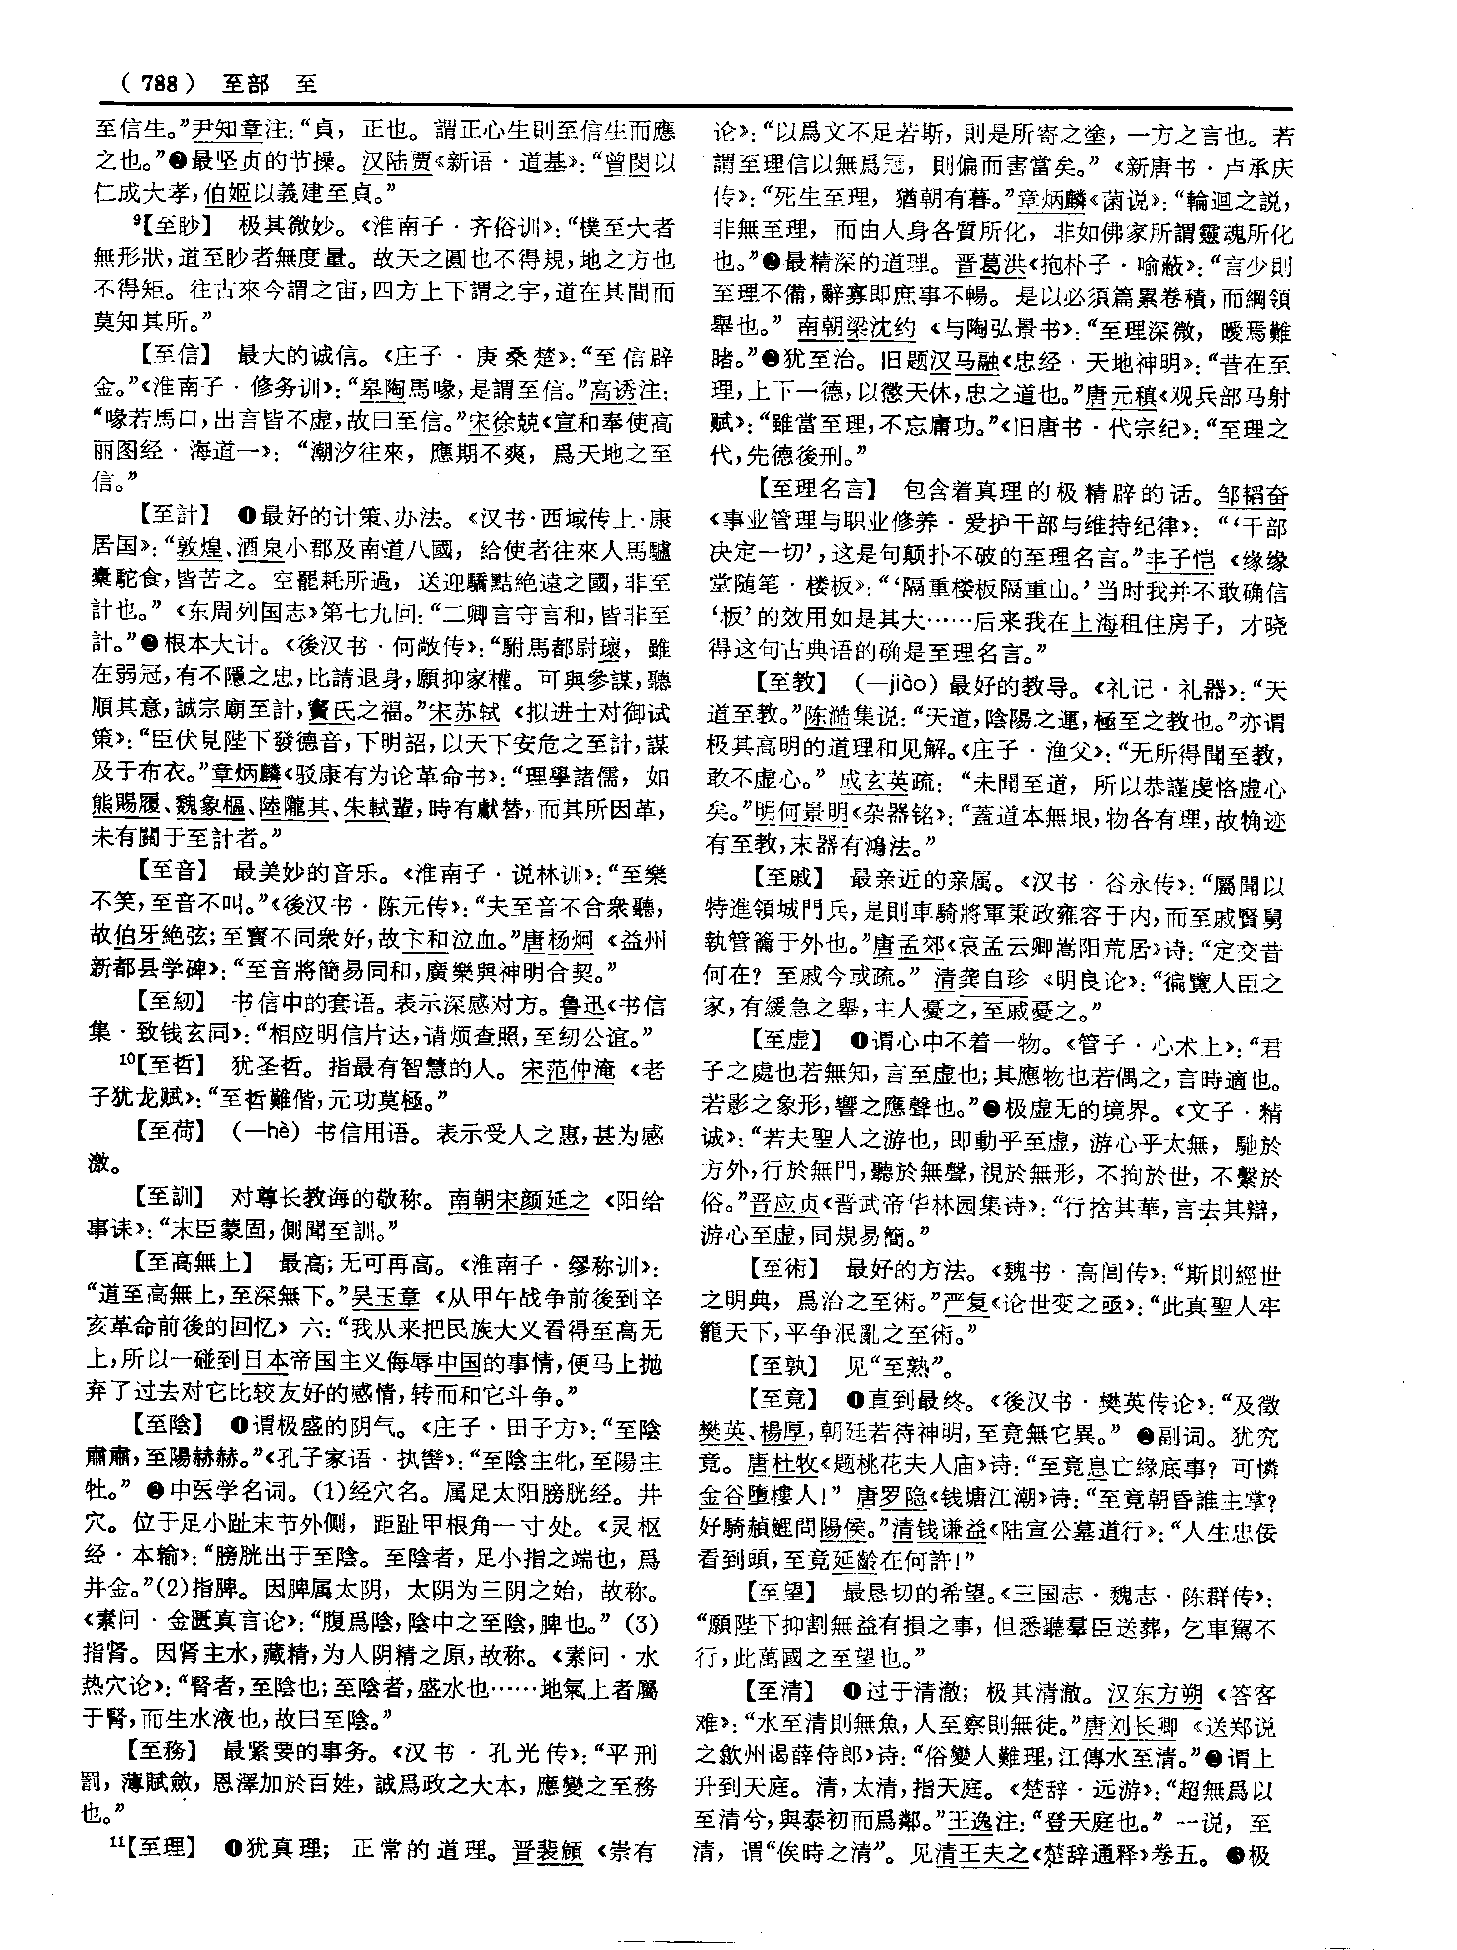 （788） 至部 至
至信生。”尹知章注：“貞，正也。謂正心生則至信生而應
之也。”❷最坚贞的节操。汉陆贾《新语·道基》：“曾閔以
仁成大孝，伯姬以義建至貞。”
⁹【至眇】 极其微妙。《淮南子·齐俗训》：“樸至大者
無形狀，道至眇者無度量。故天之圓也不得規，地之方也
不得矩。往古來今謂之宙，四方上下謂之宇，道在其間而
莫知其所。”
【至信】 最大的诚信。《庄子·庚桑楚》：“至信辟
金。”《淮南子·修务训》：“皋陶馬喙，是謂至信。”高诱注：
“喙若馬口，出言皆不虚，故曰至信。”宋徐兢《宣和奉使高
丽图经·海道一》：“潮汐往來，應期不爽，爲天地之至
信。”
【至計】 ❶最好的计策、办法。《汉书·西域传上·康
居国》：“敦煌、酒泉小郡及南道八國，給使者往來人馬驢
橐駝食，皆苦之。空罷耗所過，送迎驕黠絶遠之國，非至
計也。”《东周列国志》第七九回：“二卿言守言和，皆非至
計。”❷根本大计。《後汉书·何敞传》：“駙馬都尉瓌，雖
在弱冠，有不隱之忠，比請退身，願抑家權。可與參謀，聽
順其意，誠宗廟至計，竇氏之福。”宋苏轼《拟进士对御试
策》：“臣伏見陛下發德音，下明詔，以天下安危之至計，謀
及于布衣。”章炳麟《驳康有为论革命书》：“理學諸儒，如
熊賜履、魏象樞、陸隴其、朱軾輩，時有獻替，而其所因革，
未有關于至計者。”
【至音】 最美妙的音乐。《淮南子·说林训》：“至樂
不笑，至音不叫。”《後汉书·陈元传》：“夫至音不合衆聽，
故伯牙絶弦；至寳不同衆好，故卞和泣血。”唐杨炯《益州
新都县学碑》：“至音將簡易同和，廣樂與神明合契。”
【至紉】 书信中的套语。表示深感对方。鲁迅《书信
集·致钱玄同》：“相应明信片达，请烦查照，至纫公谊。”
¹⁰【至哲】 犹圣哲。指最有智慧的人。宋范仲淹《老
子犹龙赋》：“至哲難偕，元功莫極。”
【至荷】 （—hè）书信用语。表示受人之惠，甚为感
激。
【至訓】 对尊长教诲的敬称。南朝宋颜延之《阳给
事诔》：“末臣蒙固，側聞至訓。”
【至高無上】 最高；无可再高。《淮南子·缪称训》：
“道至高無上，至深無下。”吴玉章《从甲午战争前後到辛
亥革命前後的回忆》六：“我从来把民族大义看得至高无
上，所以一碰到日本帝国主义侮辱中国的事情，便马上抛
弃了过去对它比较友好的感情，转而和它斗争。”
【至陰】 ❶谓极盛的阴气。《庄子·田子方》：“至陰
肅肅，至陽赫赫。”《孔子家语·执辔》：“至陰主牝，至陽主
牡。” ❷中医学名词。(1)经穴名。属足太阳膀胱经。井
穴。位于足小趾末节外侧，距趾甲根角一寸处。《灵枢
经·本输》：“膀胱出于至陰。至陰者，足小指之端也，爲
井金。”(2)指脾。因脾属太阴，太阴为三阴之始，故称。
《素问·金匮真言论》：“腹爲陰，陰中之至陰，脾也。”(3)
指肾。因肾主水，藏精，为人阴精之原，故称。《素问·水
热穴论》：“腎者，至陰也；至陰者，盛水也……地氣上者屬
于腎，而生水液也，故曰至陰。”
【至務】 最紧要的事务。《汉书·孔光传》：“平刑
罰，薄賦斂，恩澤加於百姓，誠爲政之大本，應變之至務
也。”
¹¹【至理】 ❶犹真理；正常的道理。晋裴頠《崇有
论》：“以爲文不足若斯，則是所寄之塗，一方之言也。若
謂至理信以無爲宗，則偏而害當矣。”《新唐书·卢承庆
传》：“死生至理，猶朝有暮。”章炳麟《菌说》：“輪迴之説，
非無至理，而由人身各質所化，非如佛家所謂靈魂所化
也。”❷最精深的道理。晋葛洪《抱朴子·喻蔽》：“言少則
至理不備，辭寡即庶事不暢。是以必須篇累卷積，而綱領
舉也。”南朝梁沈约《与陶弘景书》：“至理深微，曖焉難
睹。”❸犹至治。旧题汉马融《忠经·天地神明》：“昔在至
理，上下一德，以徵天休，忠之道也。”唐元稹《观兵部马射
赋》：“雖當至理，不忘庸功。”《旧唐书·代宗纪》：“至理之
代，先德後刑。”
【至理名言】 包含着真理的极精辟的话。邹韬奋
《事业管理与职业修养·爱护干部与维持纪律》：“‘干部
决定一切’，这是句颠扑不破的至理名言。”丰子恺《缘缘
堂随笔·楼板》：“‘隔重楼板隔重山。’当时我并不敢确信
‘板’的效用如是其大……后来我在上海租住房子，才晓
得这句古典语的确是至理名言。”
【至教】 （—jiào）最好的教导。《礼记·礼器》：“天
道至教。”陈澔集说：“天道，陰陽之運，極至之教也。”亦谓
极其高明的道理和见解。《庄子·渔父》：“无所得聞至教，
敢不虚心。”成玄英疏：“未聞至道，所以恭謹虔恪虚心
矣。”明何景明《杂器铭》：“蓋道本無垠，物各有理，故觕迹
有至教，末器有鴻法。”
【至戚】 最亲近的亲属。《汉书·谷永传》：“屬聞以
特進領城門兵，是則車騎將軍秉政雍容于内，而至戚賢舅
執管籥于外也。”唐孟郊《哀孟云卿嵩阳荒居》诗：“定交昔
何在？至戚今或疏。”清龚自珍《明良论》：“徧覽人臣之
家，有緩急之舉，主人憂之，至戚憂之。”
【至虚】 ❶谓心中不着一物。《管子·心术上》：“君
子之處也若無知，言至虚也；其應物也若偶之，言時適也。
若影之象形，響之應聲也。”❷极虚无的境界。《文子·精
诚》：“若夫聖人之游也，即動乎至虚，游心乎太無，馳於
方外，行於無門，聽於無聲，視於無形，不拘於世，不繫於
俗。”晋应贞《晋武帝华林园集诗》：“行捨其華，言去其辯，
游心至虚，同規易簡。”
【至術】 最好的方法。《魏书·高闾传》：“斯則經世
之明典，爲治之至術。”严复《论世变之亟》：“此真聖人牢
籠天下，平争泯亂之至術。”
【至孰】 见“至熟”。
【至竟】 ❶直到最终。《後汉书·樊英传论》：“及徵
樊英、楊厚，朝廷若待神明，至竟無它異。” ❷副词。犹究
竟。唐杜牧《题桃花夫人庙》诗：“至竟息亡緣底事？可憐
金谷墮樓人！”唐罗隐《钱塘江潮》诗：“至竟朝昏誰主掌？
好騎赬鯉問陽侯。”清钱谦益《陆宣公墓道行》：“人生忠佞
看到頭，至竟延齡在何許！”
【至望】 最恳切的希望。《三国志·魏志·陈群传》：
“願陛下抑割無益有損之事，但悉聽羣臣送葬，乞車駕不
行，此萬國之至望也。”
【至清】 ❶过于清澈；极其清澈。汉东方朔《答客
难》：“水至清則無魚，人至察則無徒。”唐刘长卿《送郑说
之歙州谒薛侍郎》诗：“俗變人難理，江傳水至清。”❷谓上
升到天庭。清，太清，指天庭。《楚辞·远游》：“超無爲以
至清兮，與泰初而爲鄰。”王逸注：“登天庭也。”一说，至
清，谓“俟時之清”。见清王夫之《楚辞通释》卷五。❸极